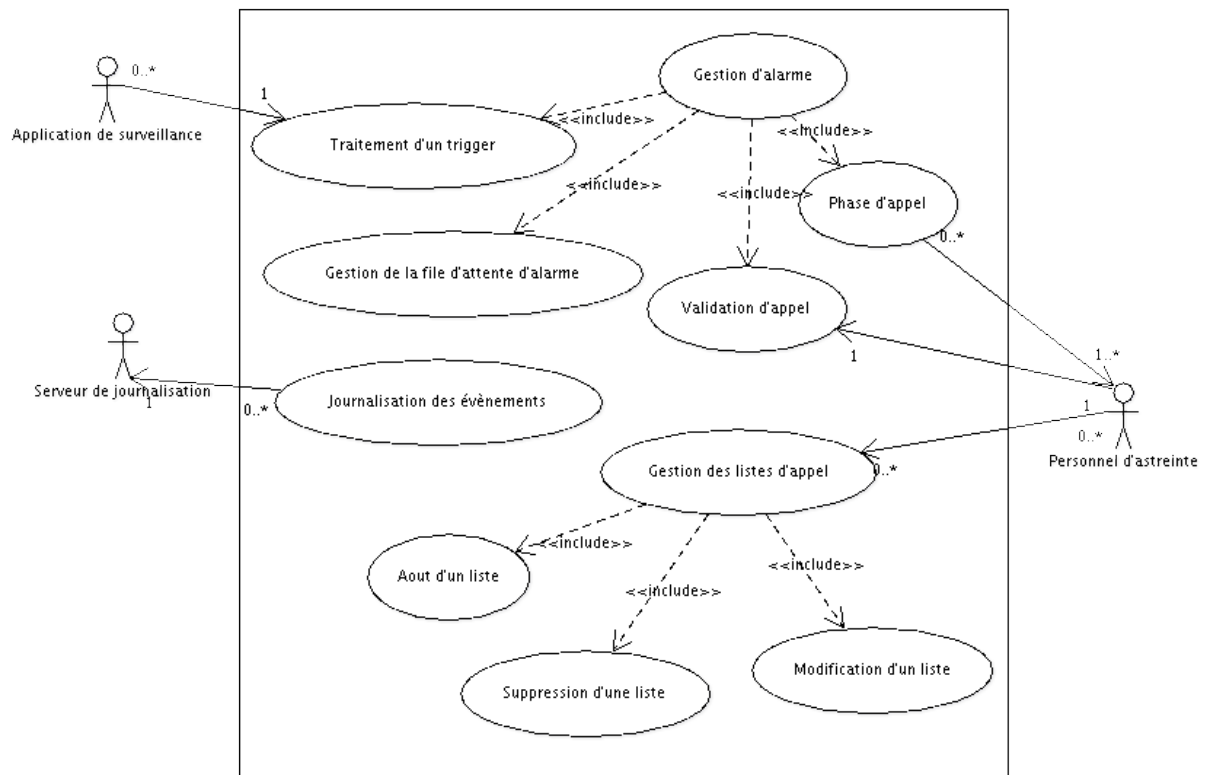 Gestion d'alarme
0..*
1
Application de surveillance
<<include>>
<<include>>
Traitement d'un trigger
<<include>>
<<include>>
Phase d'appel
0..*
Gestion de la file d'attente d'alarme
Validation d'appel
1
1..*
Serveur de journalisation
1
0..*
Journalisation des évènements
1
0..*
Personnel d'astreinte
Gestion des listes d'appel
0..*
<<include>>
Aout d'un liste
<<include>>
<<include>>
Modification d'un liste
Suppression d'une liste